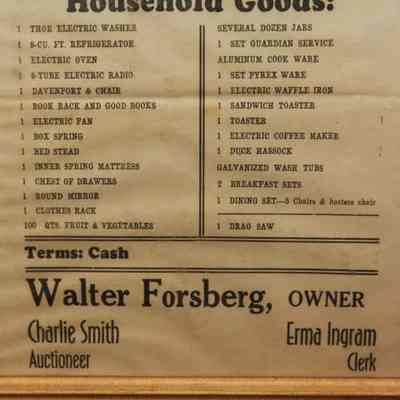 Household Goods:
1 THOR ELECTRIC WASHER
1 8-CU. FT. REFRIGERATOR
1 ELECTRIC OVEN
1 6-TUBE ELECTRIC RADIO
1 DAVENPORT & CHAIR
1 BOOK RACK AND GOOD BOOKS
1 ELECTRIC FAN
1 BOX SPRING
1 BED STEAD
1 INNER SPRING MATTRESS
1 CHEST OF DRAWERS
1 ROUND MIRROR
1 CLOTHES RACK
100 QTS. FRUIT & VEGETABLES
SEVERAL DOZEN JARS
1 SET GUARDIAN SERVICE
ALUMINUM COOK WARE
1 SET PYREX WARE
1 ELECTRIC WAFFLE IRON
1 SANDWICH TOASTER
1 TOASTER
1 ELECTRIC COFFEE MAKER
1 DUCK HASSOCK
GALVANIZED WASH TUBS
2 BREAKFAST SETS
1 DINING SET—5 Chairs & hostess chair
1 DRAG SAW
Terms: Cash
Walter Forsberg, OWNER
Charlie Smith
Auctioneer
Erma Ingram
Clerk